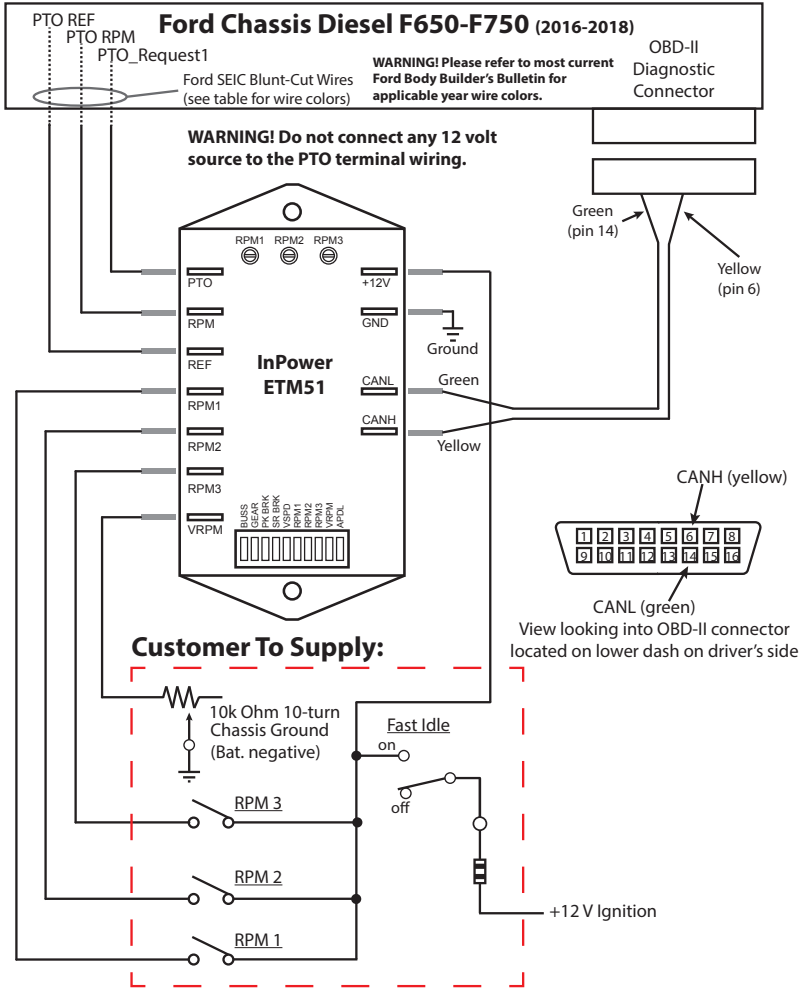 Ford Chassis Diesel F650-F750 (2016-2018)
PTO REF
PTO RPM
PTO_Request1
Ford SEIC Blunt-Cut Wires
(see table for wire colors)
WARNING! Please refer to most current
Ford Body Builder's Bulletin for
applicable year wire colors.
OBD-II
Diagnostic
Connector
WARNING! Do not connect any 12 volt
source to the PTO terminal wiring.
Green
(pin 14)
Yellow
(pin 6)
RPM1 RPM2 RPM3
PTO
+12V
RPM
GND
Ground
REF
InPower
ETM51
CANL
Green
RPM1
CANH
Yellow
RPM2
RPM3
VRPM
BUSS
GEAR
PK BRK
SR BRK
VSPD
RPM1
RPM2
RPM3
VRPM
APDL
CANH (yellow)
1 2 3 4 5 6 7 8
9 10 11 12 13 14 15 16
CANL (green)
View looking into OBD-II connector
located on lower dash on driver's side
Customer To Supply:
10k Ohm 10-turn
Chassis Ground
(Bat. negative)
Fast Idle
on
off
RPM 3
RPM 2
+12 V Ignition
RPM 1